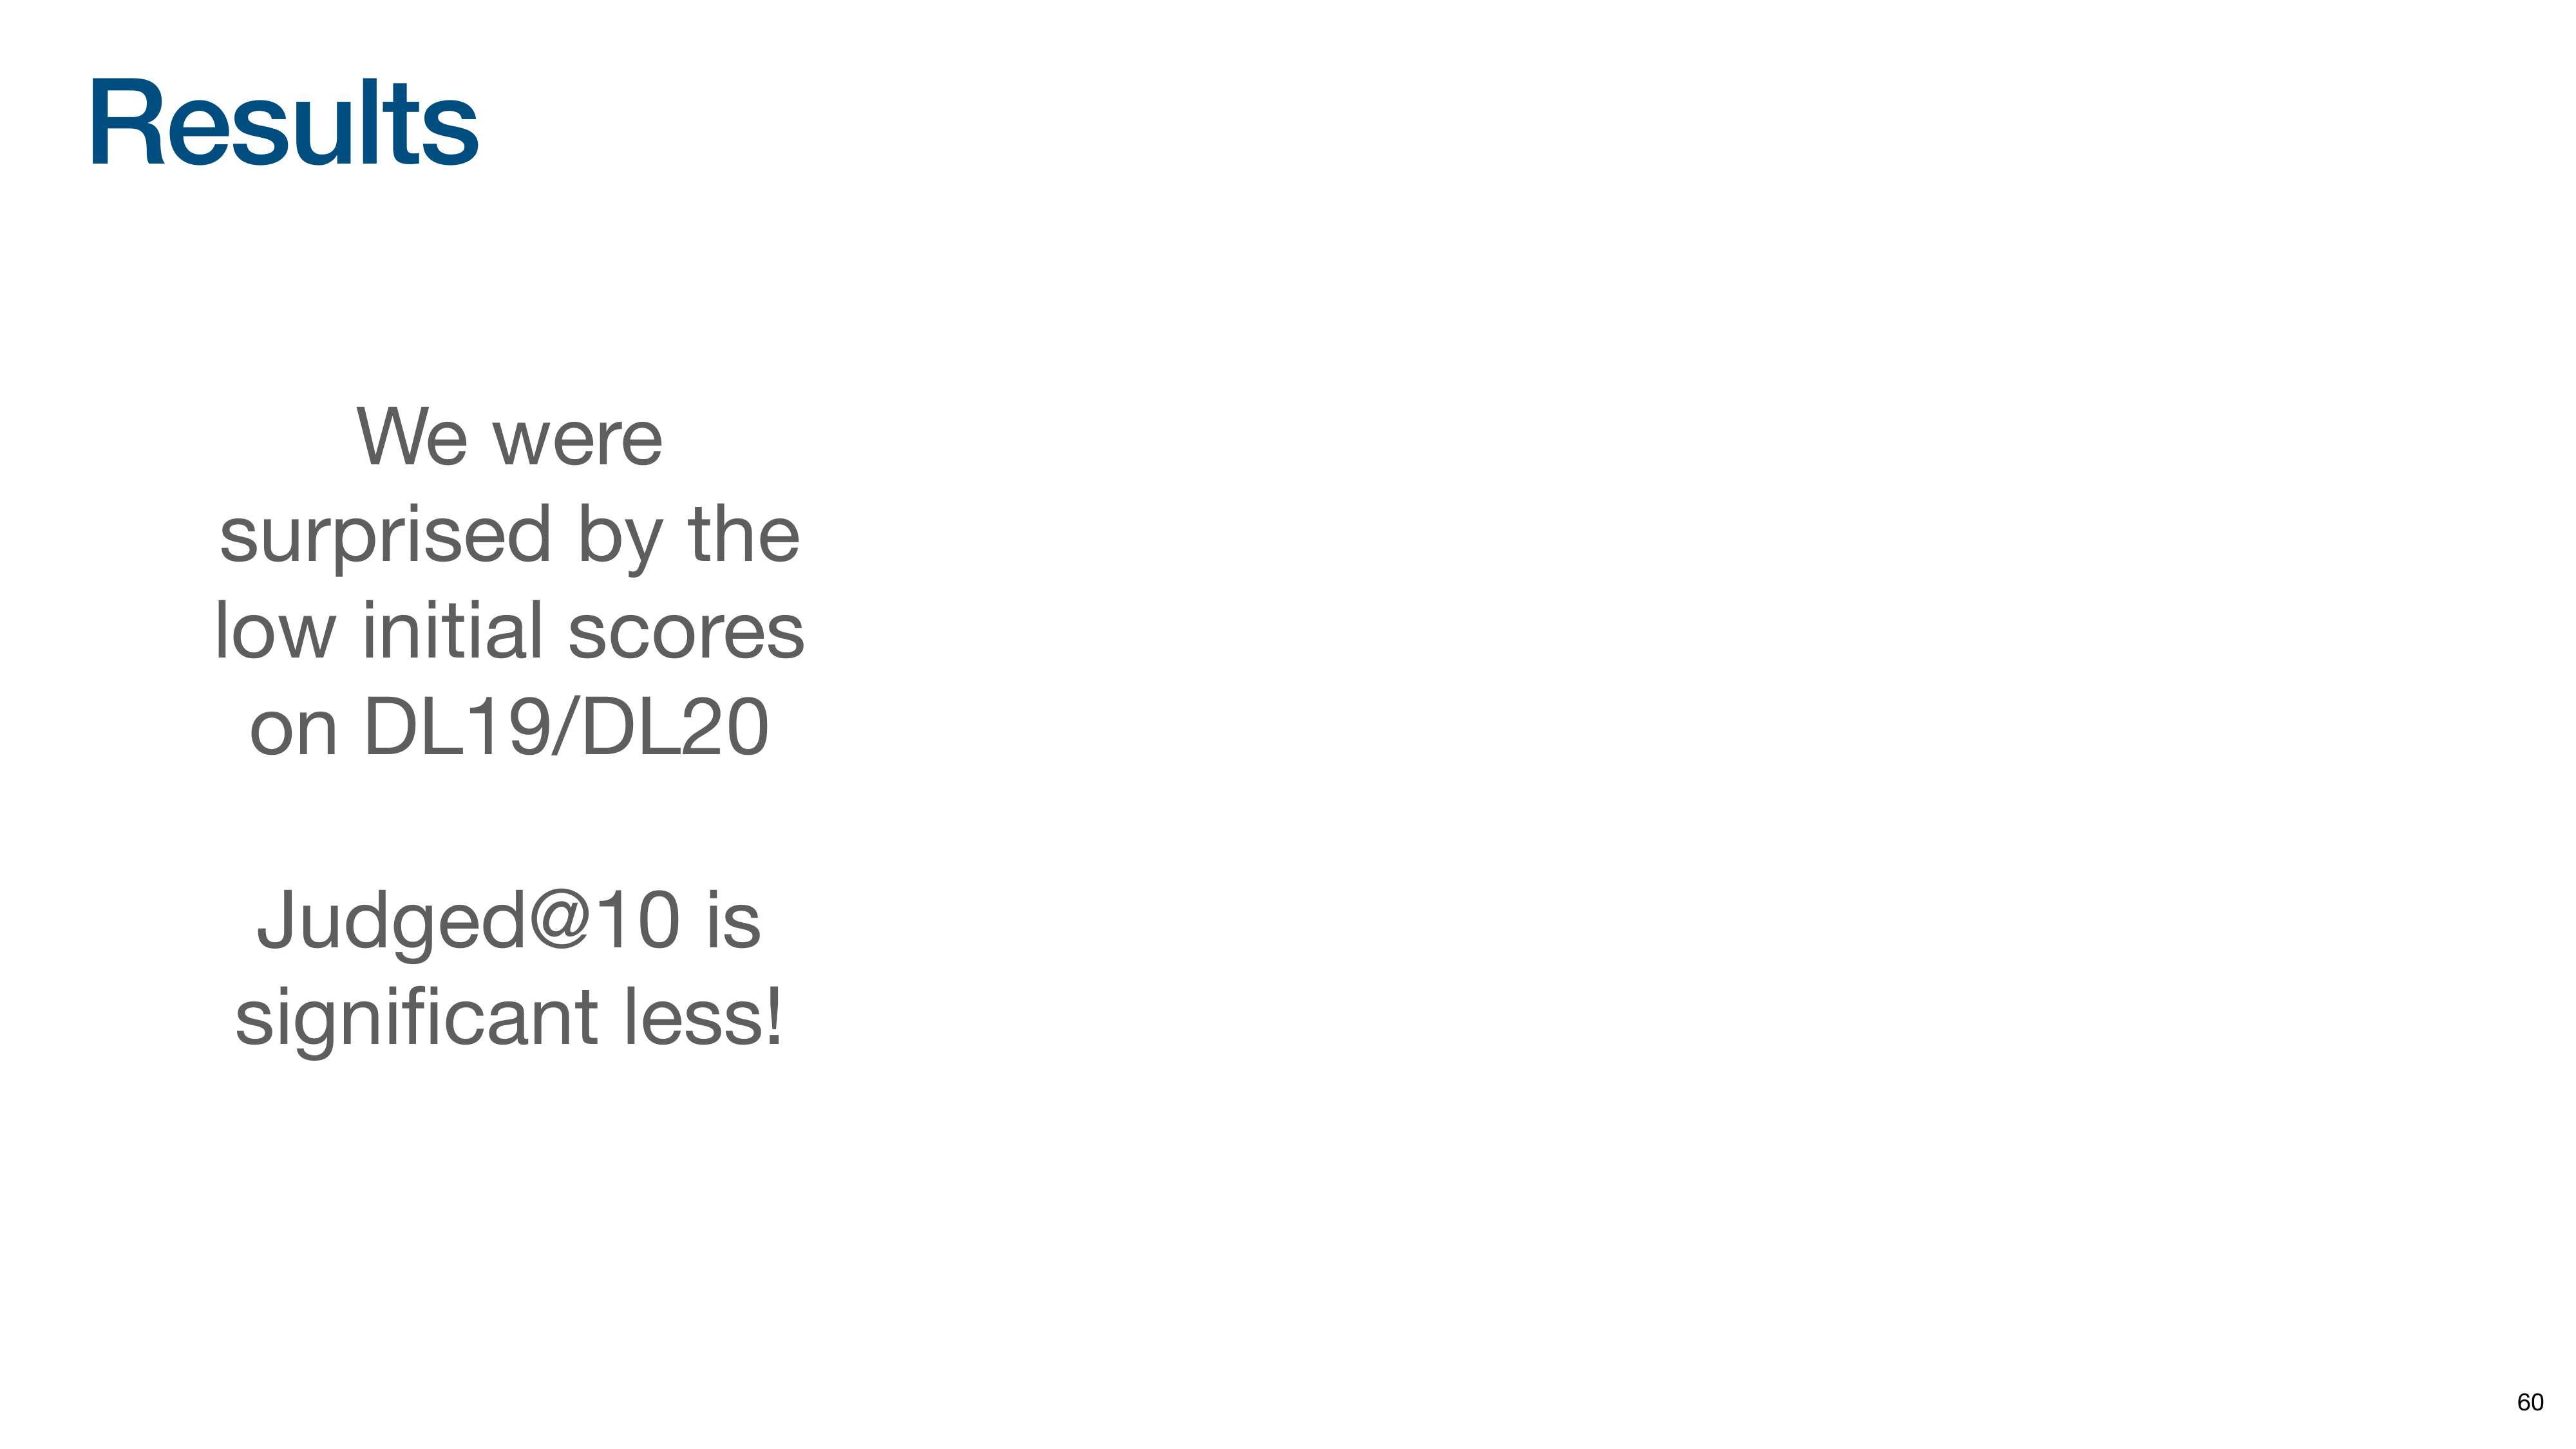 Results
We were
surprised by the
low initial scores
on DL19/DL20
Judged@10 is
significant less!
60